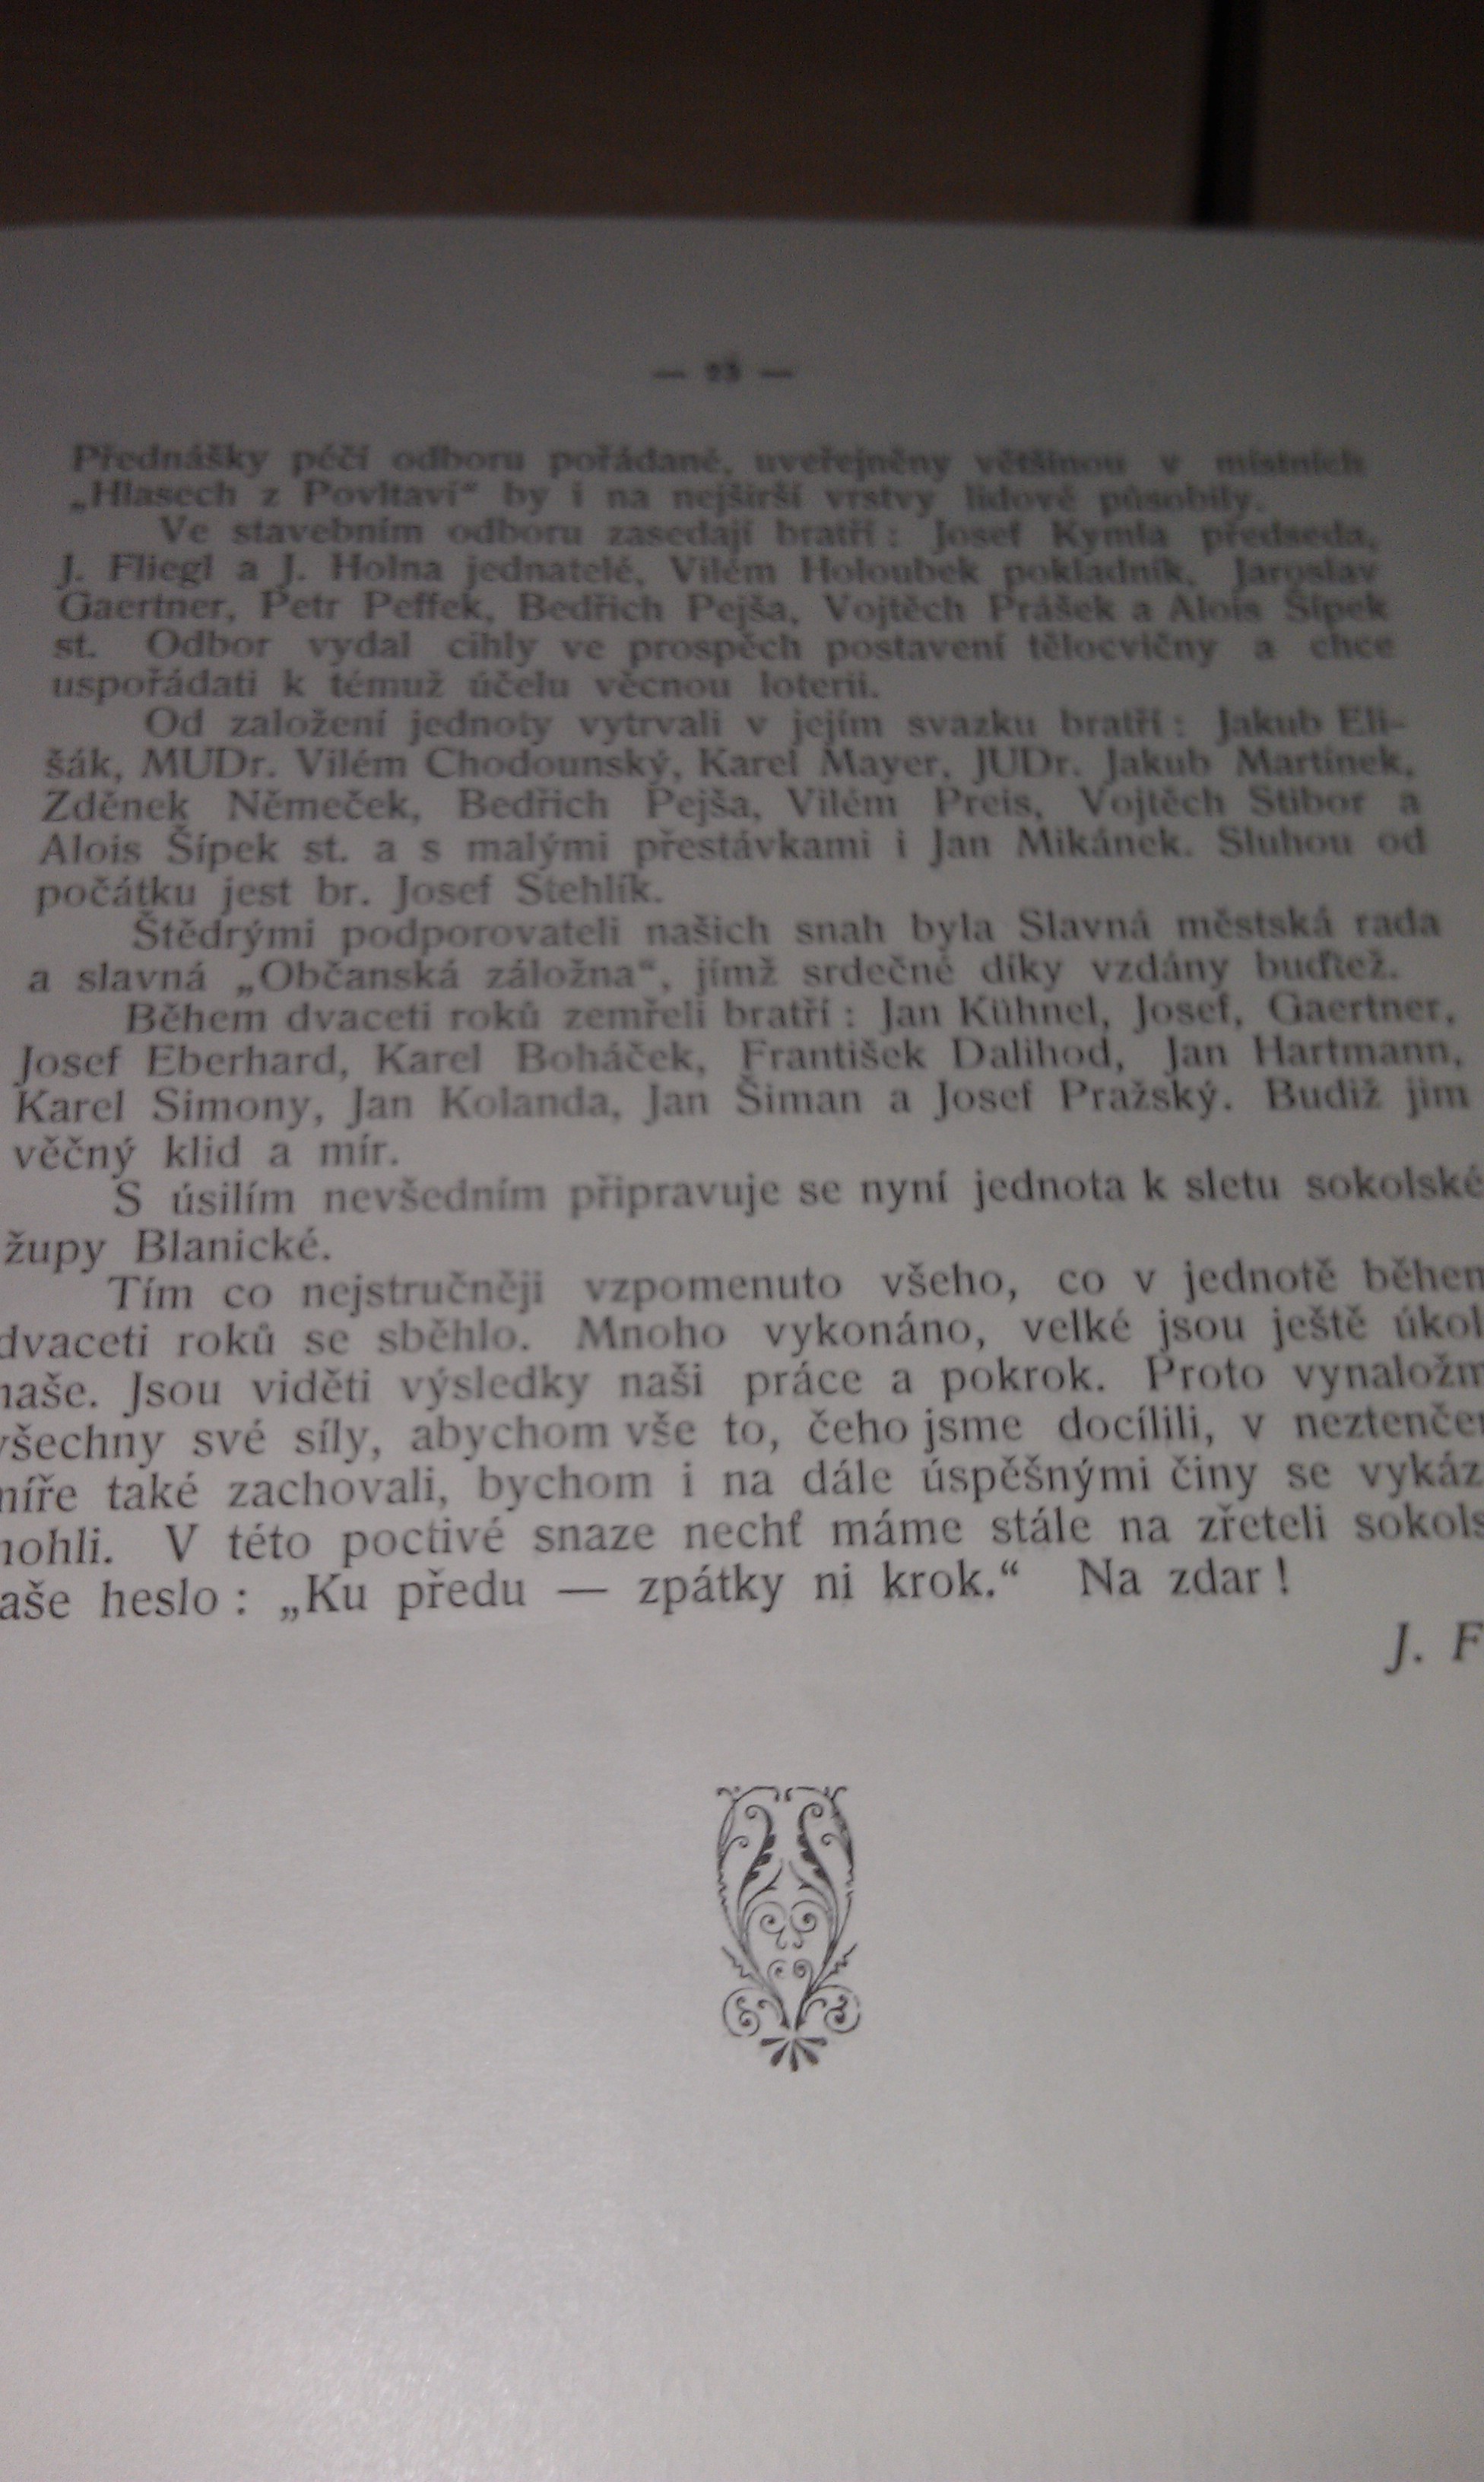 Přednášky péčí odboru pořádané, uveřejněny většinou v místních
„Hlasech z Povltaví“ by i na nejširší vrstvy lidové působily.
Ve stavebním odboru zasedají bratří : Josef Kymla předseda,
J. Fliegl a J. Holna jednatelé, Vilém Holoubek pokladník, Jaroslav
Gaertner, Petr Peffek, Bedřich Pejša, Vojtěch Prášek a Alois Šípek
st. Odbor vydal cihly ve prospěch postavení tělocvičny a chce
uspořádati k témuž účelu věcnou loterii.
Od založení jednoty vytrvali v jejím svazku bratří : Jakub Eli-
šák, MUDr. Vilém Chodounský, Karel Mayer, JUDr. Jakub Martínek,
Zděnek Němeček, Bedřich Pejša, Vilém Preis, Vojtěch Stibor a
Alois Šípek st. a s malými přestávkami i Jan Mikánek. Sluhou od
počátku jest br. Josef Stehlík.
Štědrými podporovateli našich snah byla Slavná městská rada
a slavná „Občanská záložna“, jímž srdečné díky vzdány buďtež.
Během dvaceti roků zemřeli bratří : Jan Kühnel, Josef, Gaertner,
Josef Eberhard, Karel Boháček, František Dalihod, Jan Hartmann,
Karel Simony, Jan Kolanda, Jan Šiman a Josef Pražský. Budiž jim
věčný klid a mír.
S úsilím nevšedním připravuje se nyní jednota k sletu sokolské
župy Blanické.
Tím co nejstručněji vzpomenuto všeho, co v jednotě během
dvaceti roků se sběhlo. Mnoho vykonáno, velké jsou ještě úkol
naše. Jsou viděti výsledky naši práce a pokrok. Proto vynaložm
všechny své síly, abychom vše to, čeho jsme docílili, v neztenčen
míře také zachovali, bychom i na dále úspěšnými činy se vykáz
mohli. V této poctivé snaze nechť máme stále na zřeteli sokols
aše heslo : „Ku předu — zpátky ni krok.“ Na zdar !
J. F